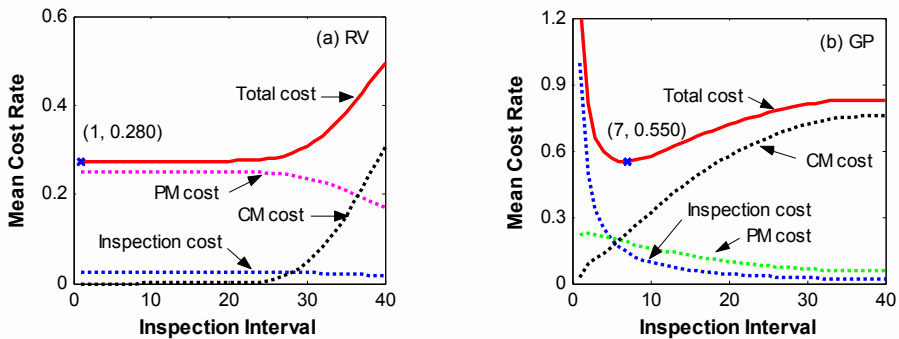 (a) RV
Mean Cost Rate
0.6
0.4
0.2
0
Total cost
(1, 0.280)
PM cost
CM cost
Inspection cost
0
10
20
30
40
Inspection Interval
(b) GP
Mean Cost Rate
1.2
0.9
0.6
0.3
0
Total cost
(7, 0.550)
CM cost
Inspection cost
PM cost
0
10
20
30
40
Inspection Interval